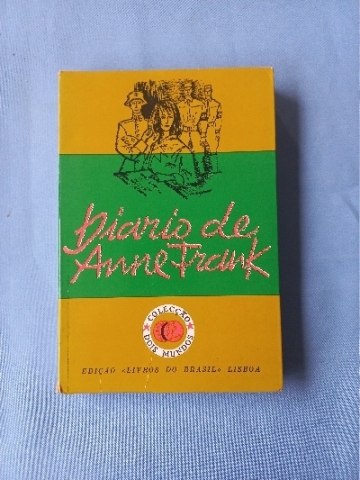 Diario de
Anne Frank
COLECÇÃO
DOIS MUNDOS
EDIÇÃO «LIVROS DO BRASIL» LISBOA